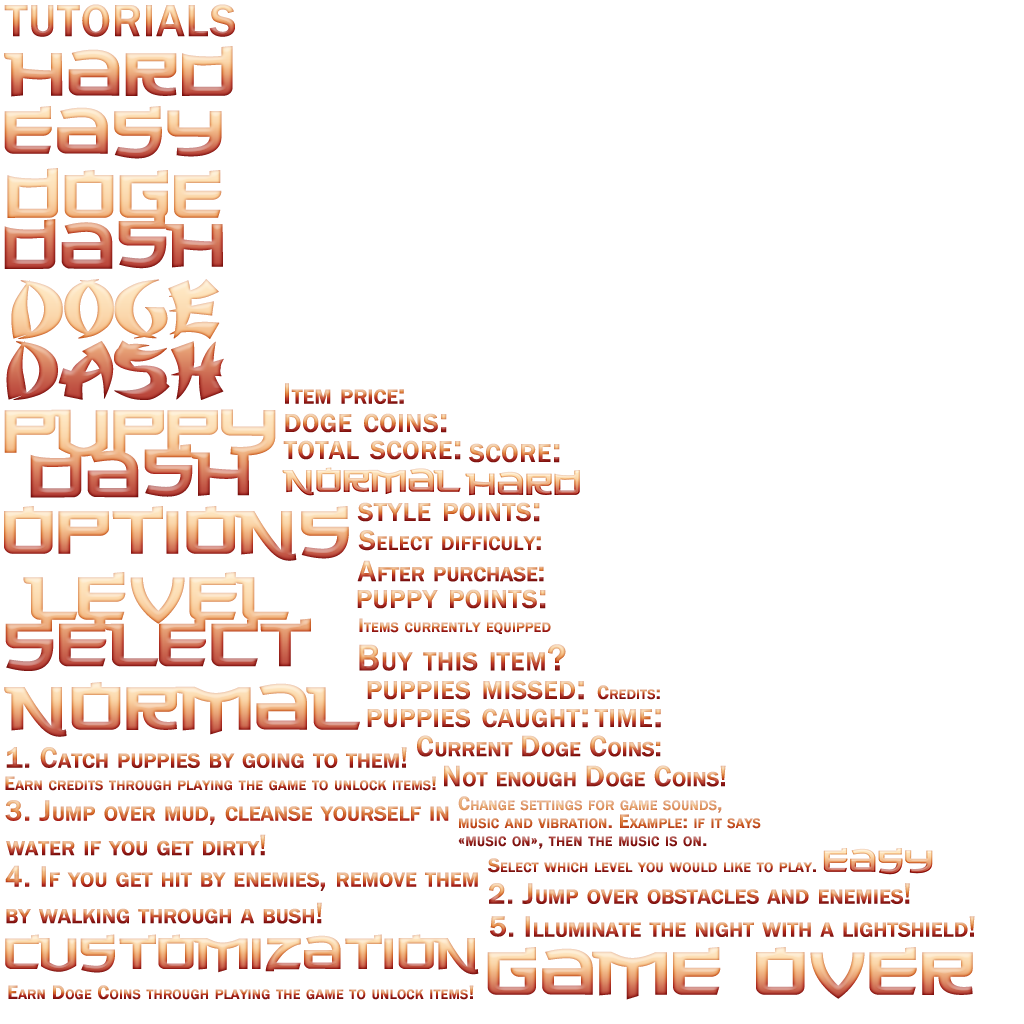 TUTORIALS
HARD
EASY
DOGE
DASH
DOGE
DASH
ITEM PRICE:
PUPPY
DOGE COINS:
DASH
TOTAL SCORE: SCORE:
NORMAL HARD
OPTIONS
STYLE POINTS:
SELECT DIFFICULY:
AFTER PURCHASE:
LEVEL
PUPPY POINTS:
SELECT
ITEMS CURRENTLY EQUIPPED
BUY THIS ITEM?
NORMAL
PUPPIES MISSED: CREDITS:
PUPPIES CAUGHT: TIME:
1. CATCH PUPPIES BY GOING TO THEM! CURRENT DOGE COINS:
EARN CREDITS THROUGH PLAYING THE GAME TO UNLOCK ITEMS! NOT ENOUGH DOGE COINS!
3. JUMP OVER MUD, CLEANSE YOURSELF IN
WATER IF YOU GET DIRTY!
CHANGE SETTINGS FOR GAME SOUNDS,
MUSIC AND VIBRATION. EXAMPLE: IF IT SAYS
«MUSIC ON», THEN THE MUSIC IS ON.
SELECT WHICH LEVEL YOU WOULD LIKE TO PLAY. EASY
4. IF YOU GET HIT BY ENEMIES, REMOVE THEM
BY WALKING THROUGH A BUSH!
2. JUMP OVER OBSTACLES AND ENEMIES!
5. ILLUMINATE THE NIGHT WITH A LIGHTSHIELD!
CUSTOMIZATION
GAME OVER
EARN DOGE COINS THROUGH PLAYING THE GAME TO UNLOCK ITEMS!